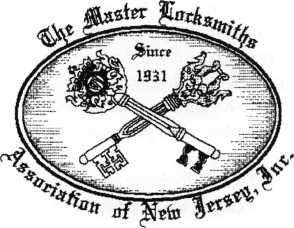 The Master Locksmiths
Since
1931
Association of New Jersey, Inc.